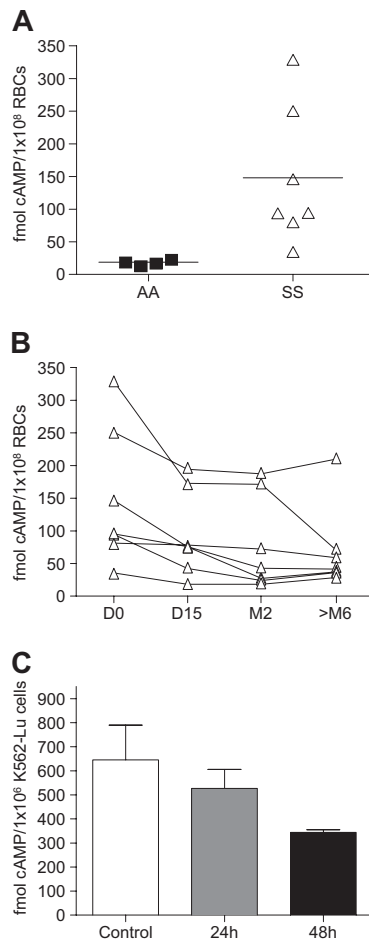 A
350
300
250
200
150
100
50
0
fmol cAMP/1x10⁸ RBCs
AA SS
B
350
300
250
200
150
100
50
0
fmol cAMP/1x10⁸ RBCs
D0 D15 M2 >M6
C
900
800
700
600
500
400
300
200
100
0
fmol cAMP/1x10⁶ K562-Lu cells
Control 24h 48h